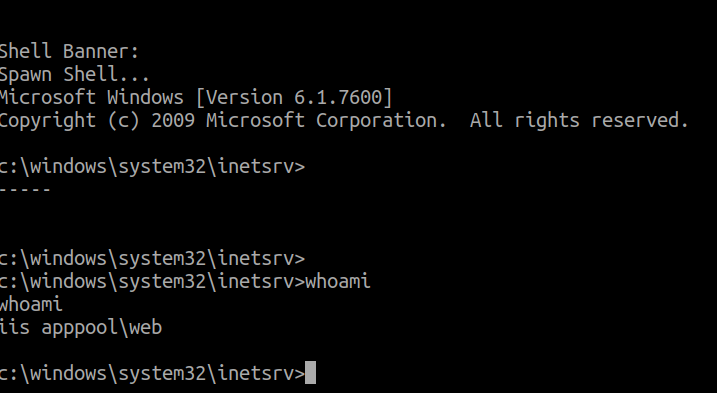 Shell Banner:
Spawn Shell...
Microsoft Windows [Version 6.1.7600]
Copyright (c) 2009 Microsoft Corporation.  All rights reserved.
c:\windows\system32\inetsrv>
-----
c:\windows\system32\inetsrv>
c:\windows\system32\inetsrv>whoami
whoami
iis apppool\web
c:\windows\system32\inetsrv>